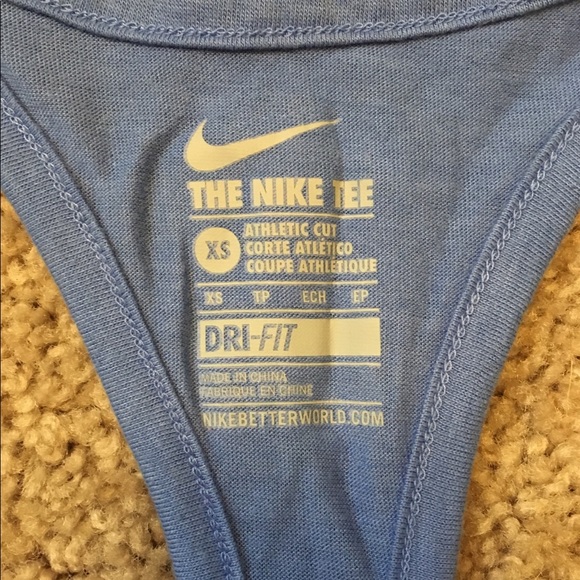 THE NIKE TEE
XS
ATHLETIC CUT
CORTE ATLÉTICO
COUPE ATHLÉTIQUE
XS TP ECH EP
DRI-FIT
MADE IN CHINA
FABRIQUE EN CHINE
NIKEBETTERWORLD.COM